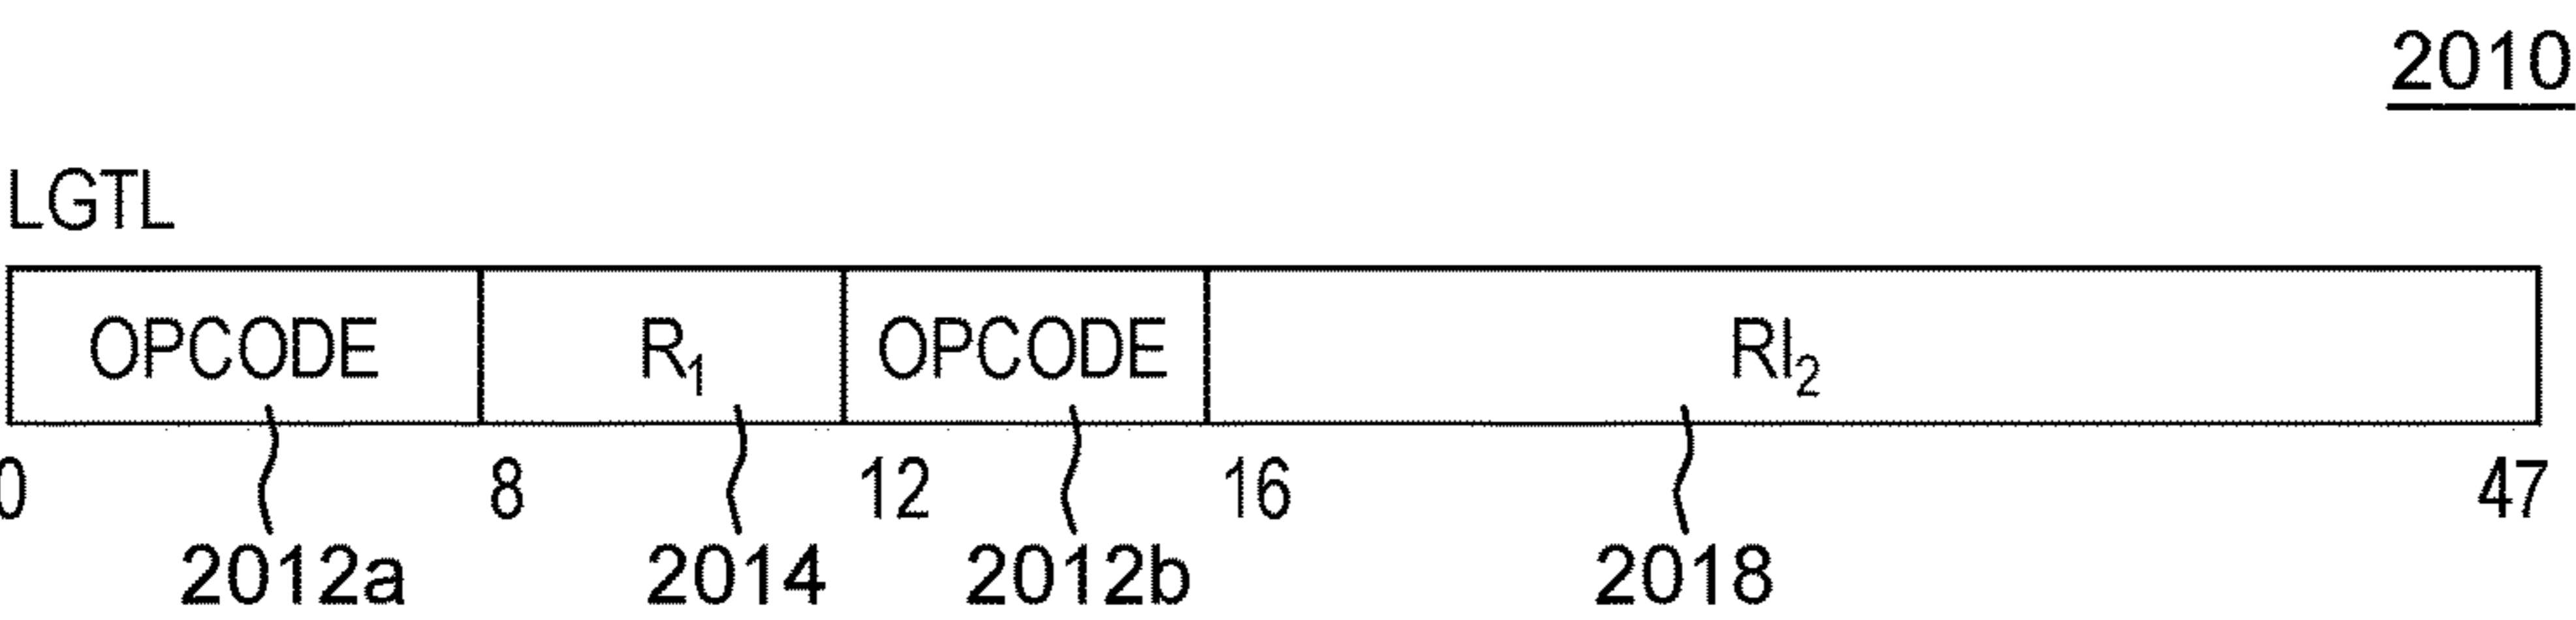 2010
LGTL
OPCODE R₁ OPCODE RI₂
0 8 12 16 47
2012a 2014 2012b 2018